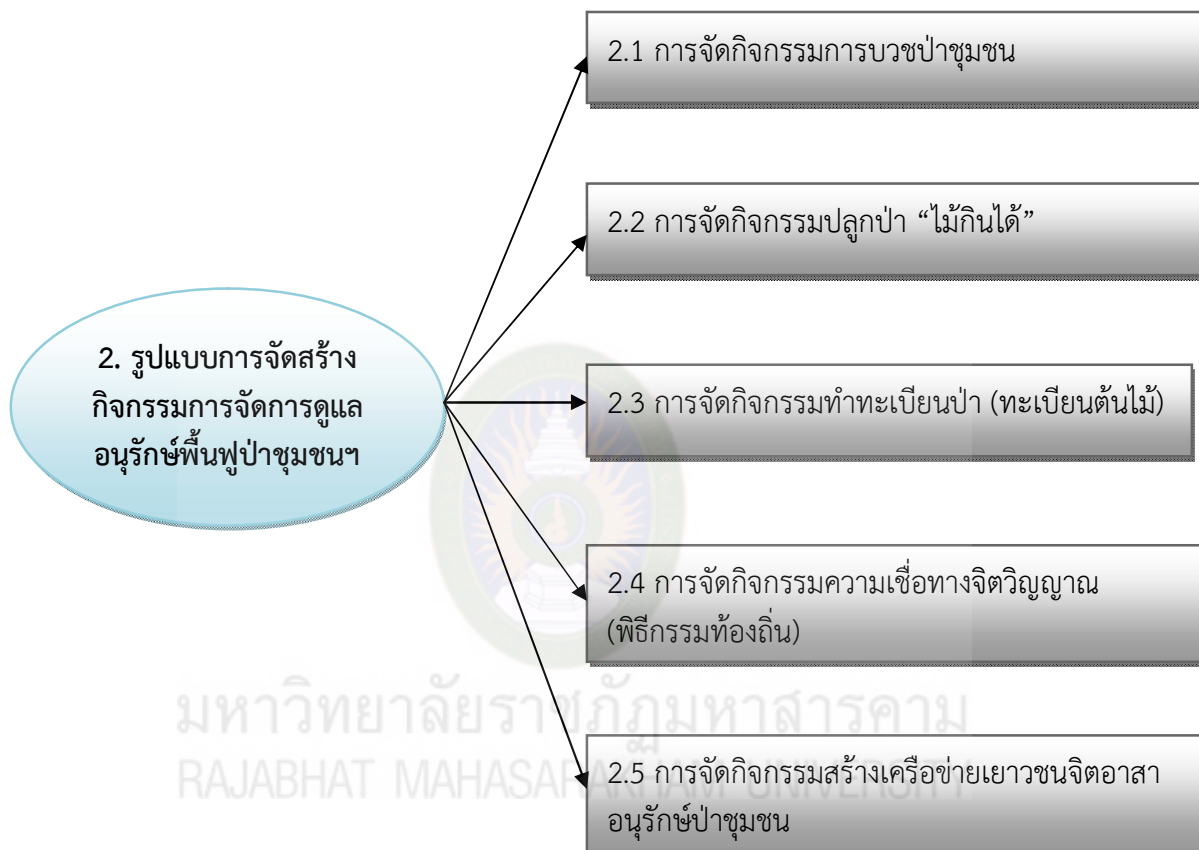 2.1 การจัดกิจกรรมการบวชป่าชุมชน
2.2 การจัดกิจกรรมปลูกป่า “ไม้กินได้”
2. รูปแบบการจัดสร้าง
กิจกรรมการจัดการดูแล
อนุรักษ์พื้นฟูป่าชุมชนฯ
2.3 การจัดกิจกรรมทำทะเบียนป่า (ทะเบียนต้นไม้)
2.4 การจัดกิจกรรมความเชื่อทางจิตวิญญาณ
(พิธีกรรมท้องถิ่น)
มหาวิทยาลัยราชภัฏมหาสารคาม
RAJABHAT MAHASARAKHAM UNIVERSITY
2.5 การจัดกิจกรรมสร้างเครือข่ายเยาวชนจิตอาสา
อนุรักษ์ป่าชุมชน